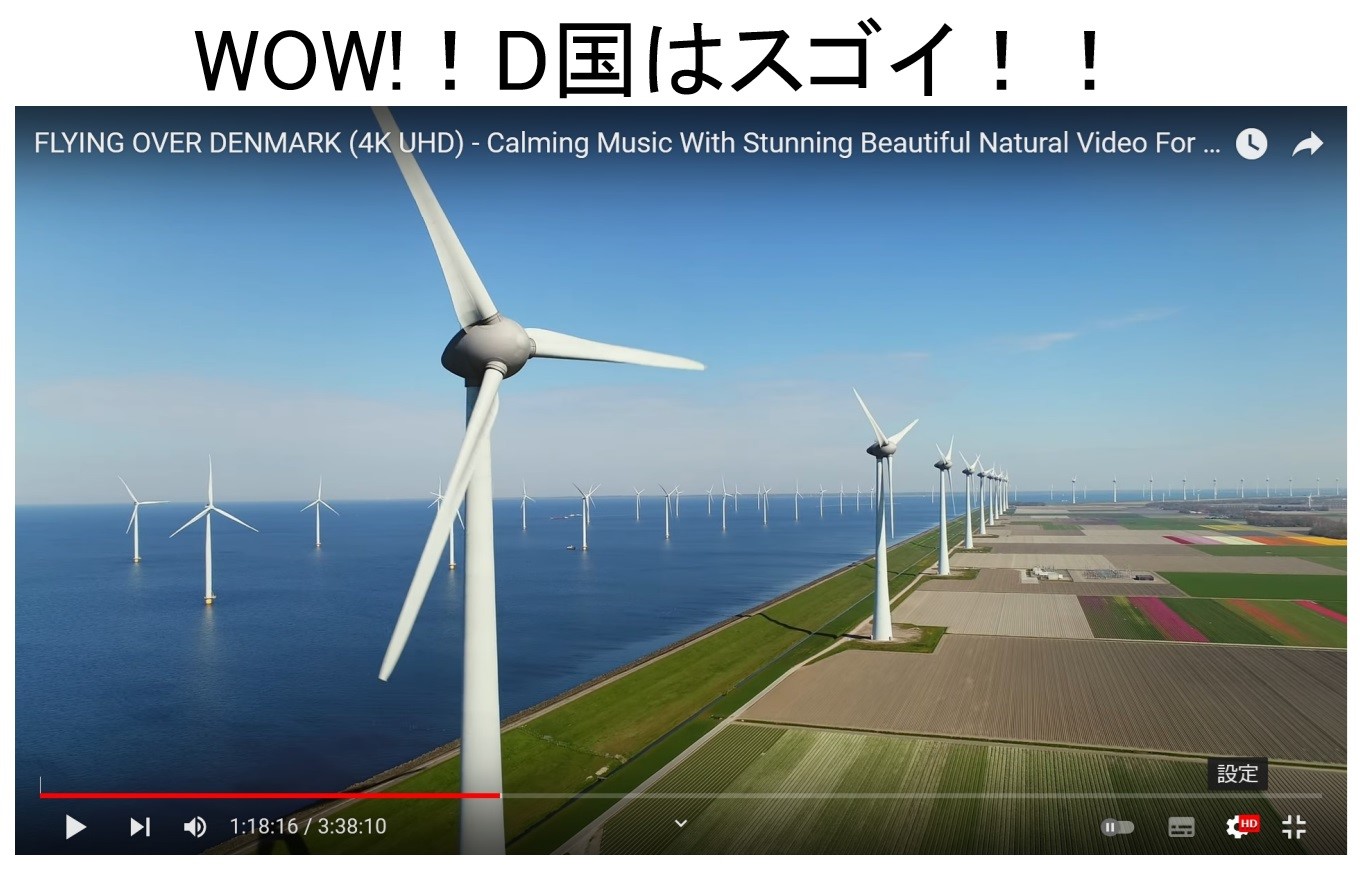 WOW!！D国はスゴイ！！
FLYING OVER DENMARK (4K UHD) - Calming Music With Stunning Beautiful Natural Video For ...
設定
1:18:16 / 3:38:10
HD